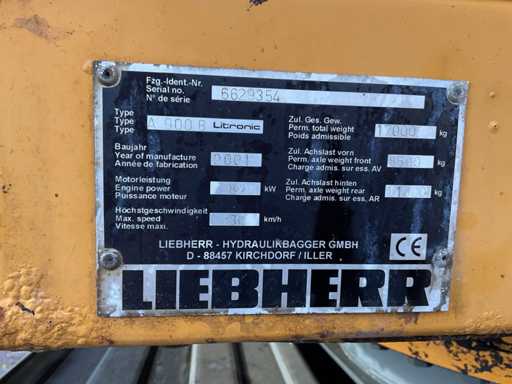 Fzg.-Ident.-Nr.
Serial no.
N° de série
6629354
Type
Type
Type
A 900 B Litronic
Baujahr
Year of manufacture
Année de fabrication
2001
Motorleistung
Engine power
Puissance moteur
kW
Höchstgeschwindigkeit
Max. speed
Vitesse maxi.
km/h
Zul. Ges. Gew.
Perm. total weight
Poids admissible
17000 kg
Zul. Achslast vorn
Perm. axle weight front
Charge admis. sur ess. AV
kg
Zul. Achslast hinten
Perm. axle weight rear
Charge admis. sur ess. AR
kg
LIEBHERR - HYDRAULIKBAGGER GMBH
D - 88457 KIRCHDORF / ILLER
CE
LIEBHERR